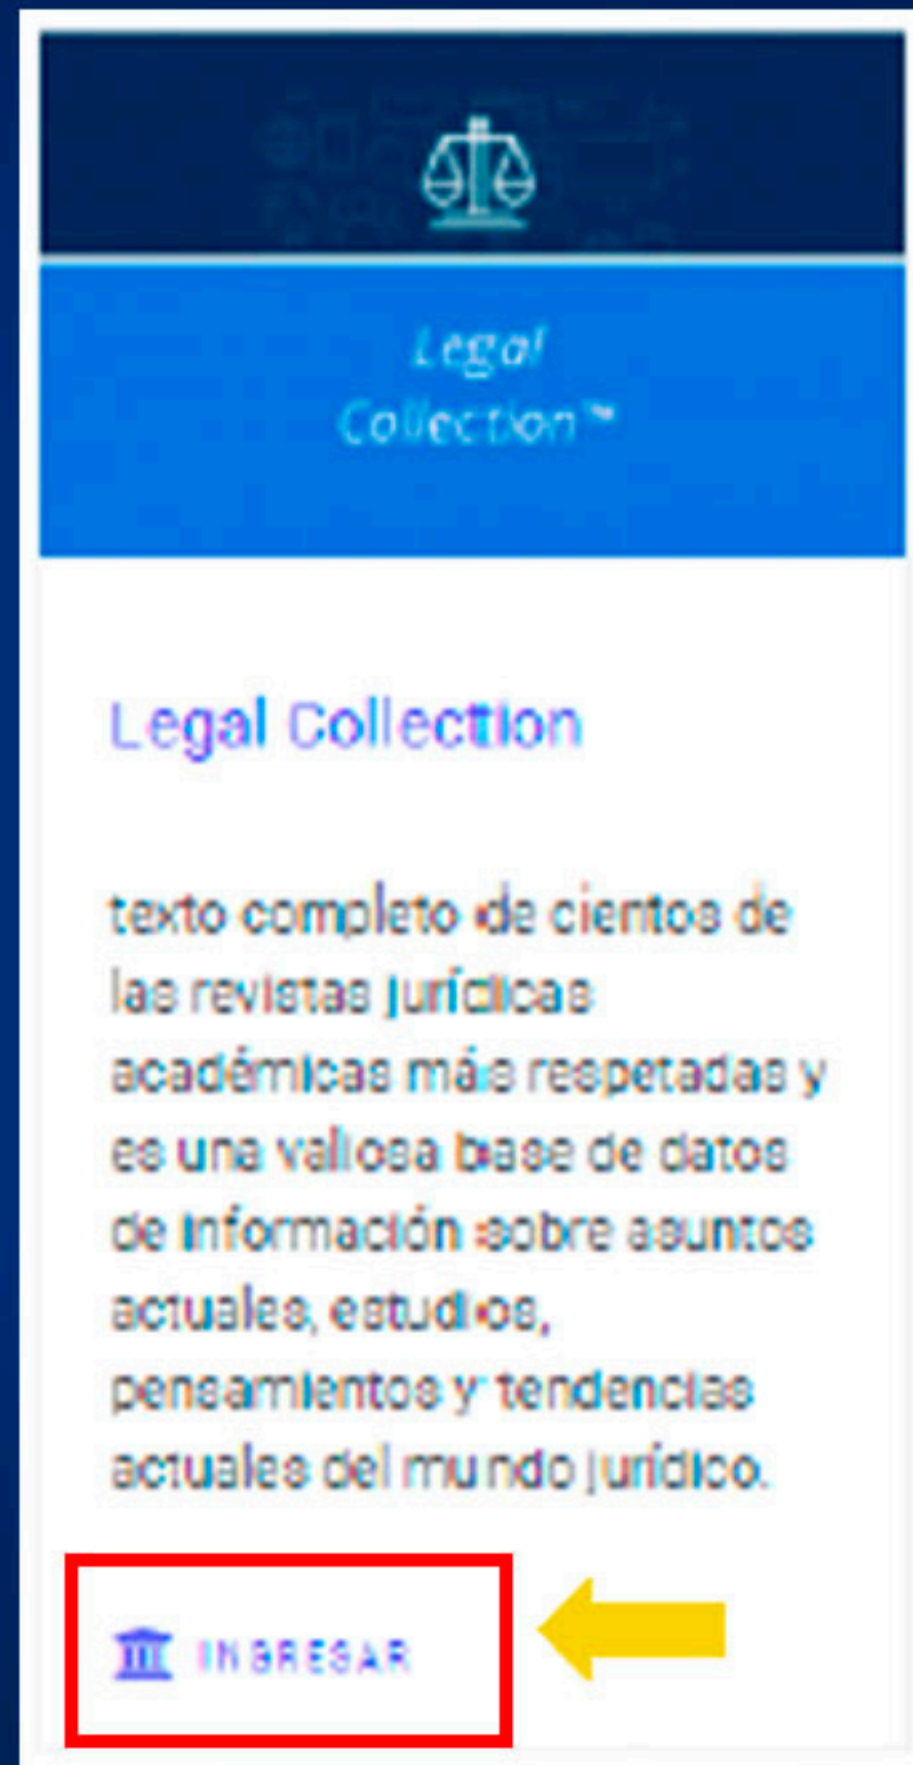 Legal
Collection™
Legal Collection
texto completo de cientos de
las revistas jurídicas
académicas más respetadas y
es una valiosa base de datos
de información sobre asuntos
actuales, estudios,
pensamientos y tendencias
actuales del mundo jurídico.
INGRESAR